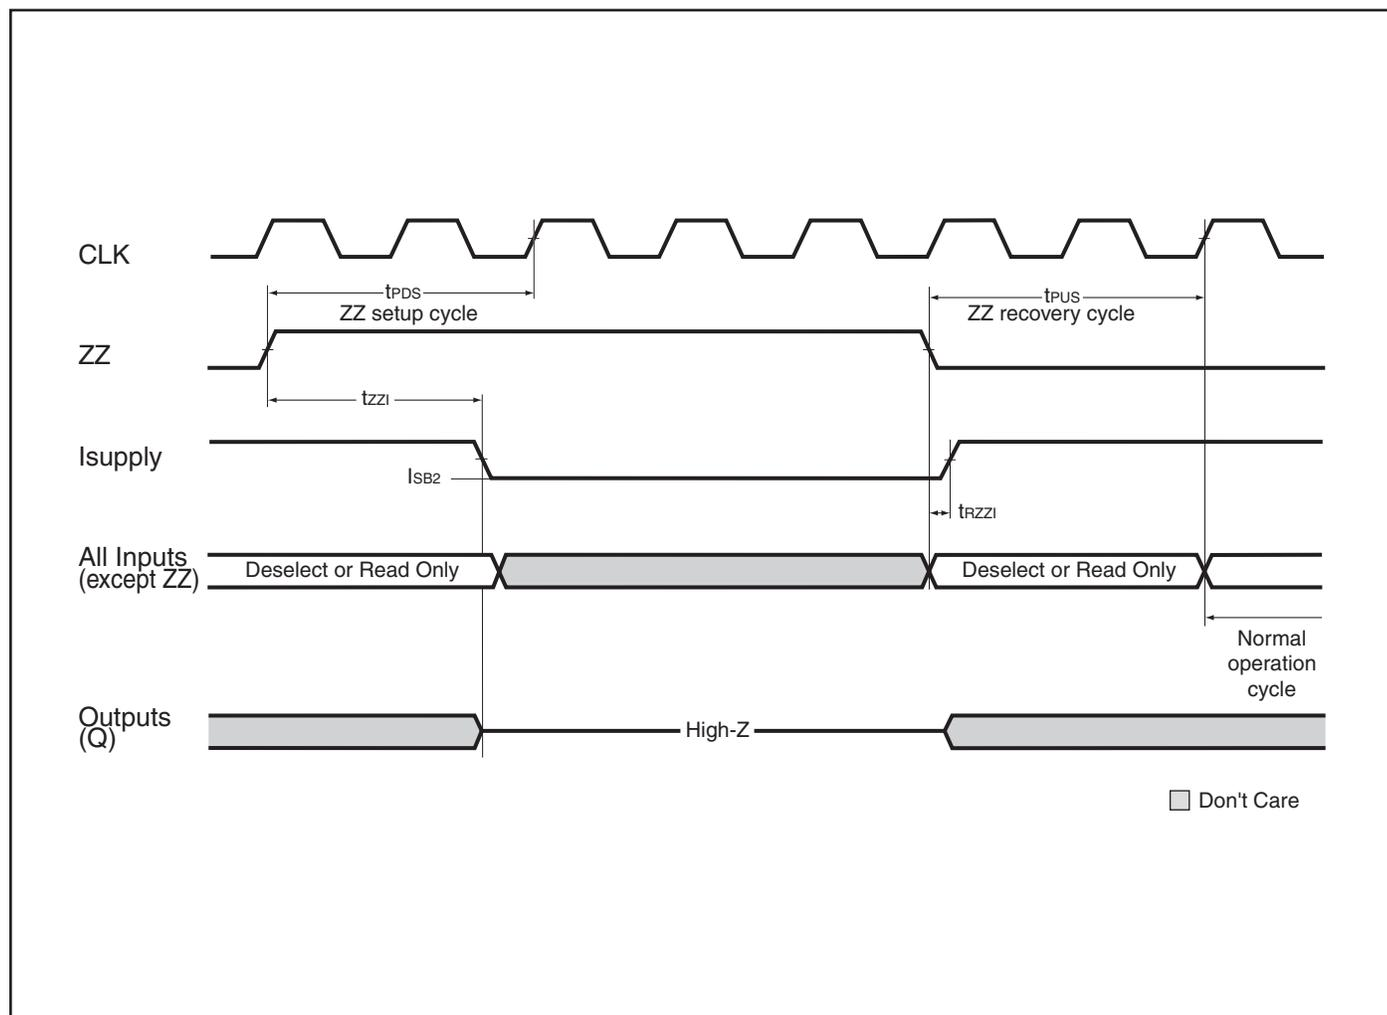 CLK
tPDS
ZZ setup cycle
tPUS
ZZ recovery cycle
ZZ
tZZI
Isupply
ISB2
tRZZI
All Inputs
(except ZZ)
Deselect or Read Only
Deselect or Read Only
Normal
operation
cycle
Outputs
(Q)
High-Z
Don't Care